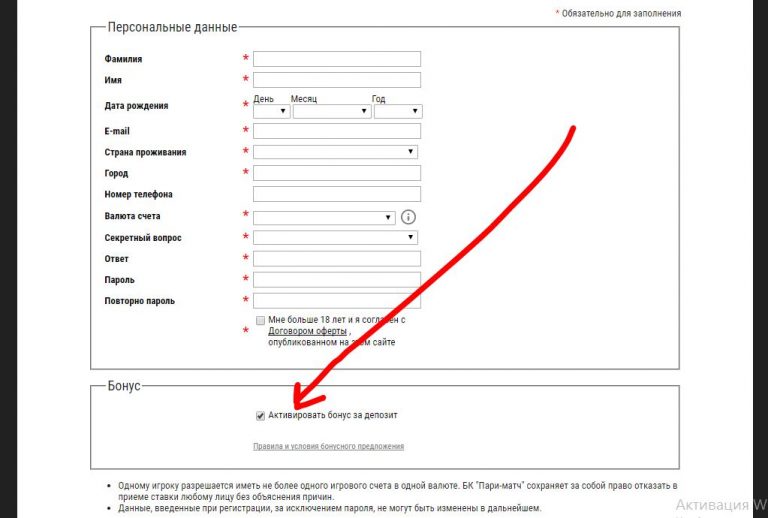 * Обязательно для заполнения
Персональные данные
Фамилия *
Имя *
День Месяц Год
Дата рождения *
E-mail *
Страна проживания *
Город *
Номер телефона
Валюта счета *
Секретный вопрос *
Ответ *
Пароль *
Повторно пароль *
Мне больше 18 лет и я согласен с
* Договором оферты ,
опубликованном на этом сайте
Бонус
Активировать бонус за депозит
Правила и условия бонусного предложения
• Одному игроку разрешается иметь не более одного игрового счета в одной валюте. БК "Пари-матч" сохраняет за собой право отказать в
приеме ставки любому лицу без объяснения причин.
• Данные, введенные при регистрации, за исключением пароля, не могут быть изменены в дальнейшем.
Активация W